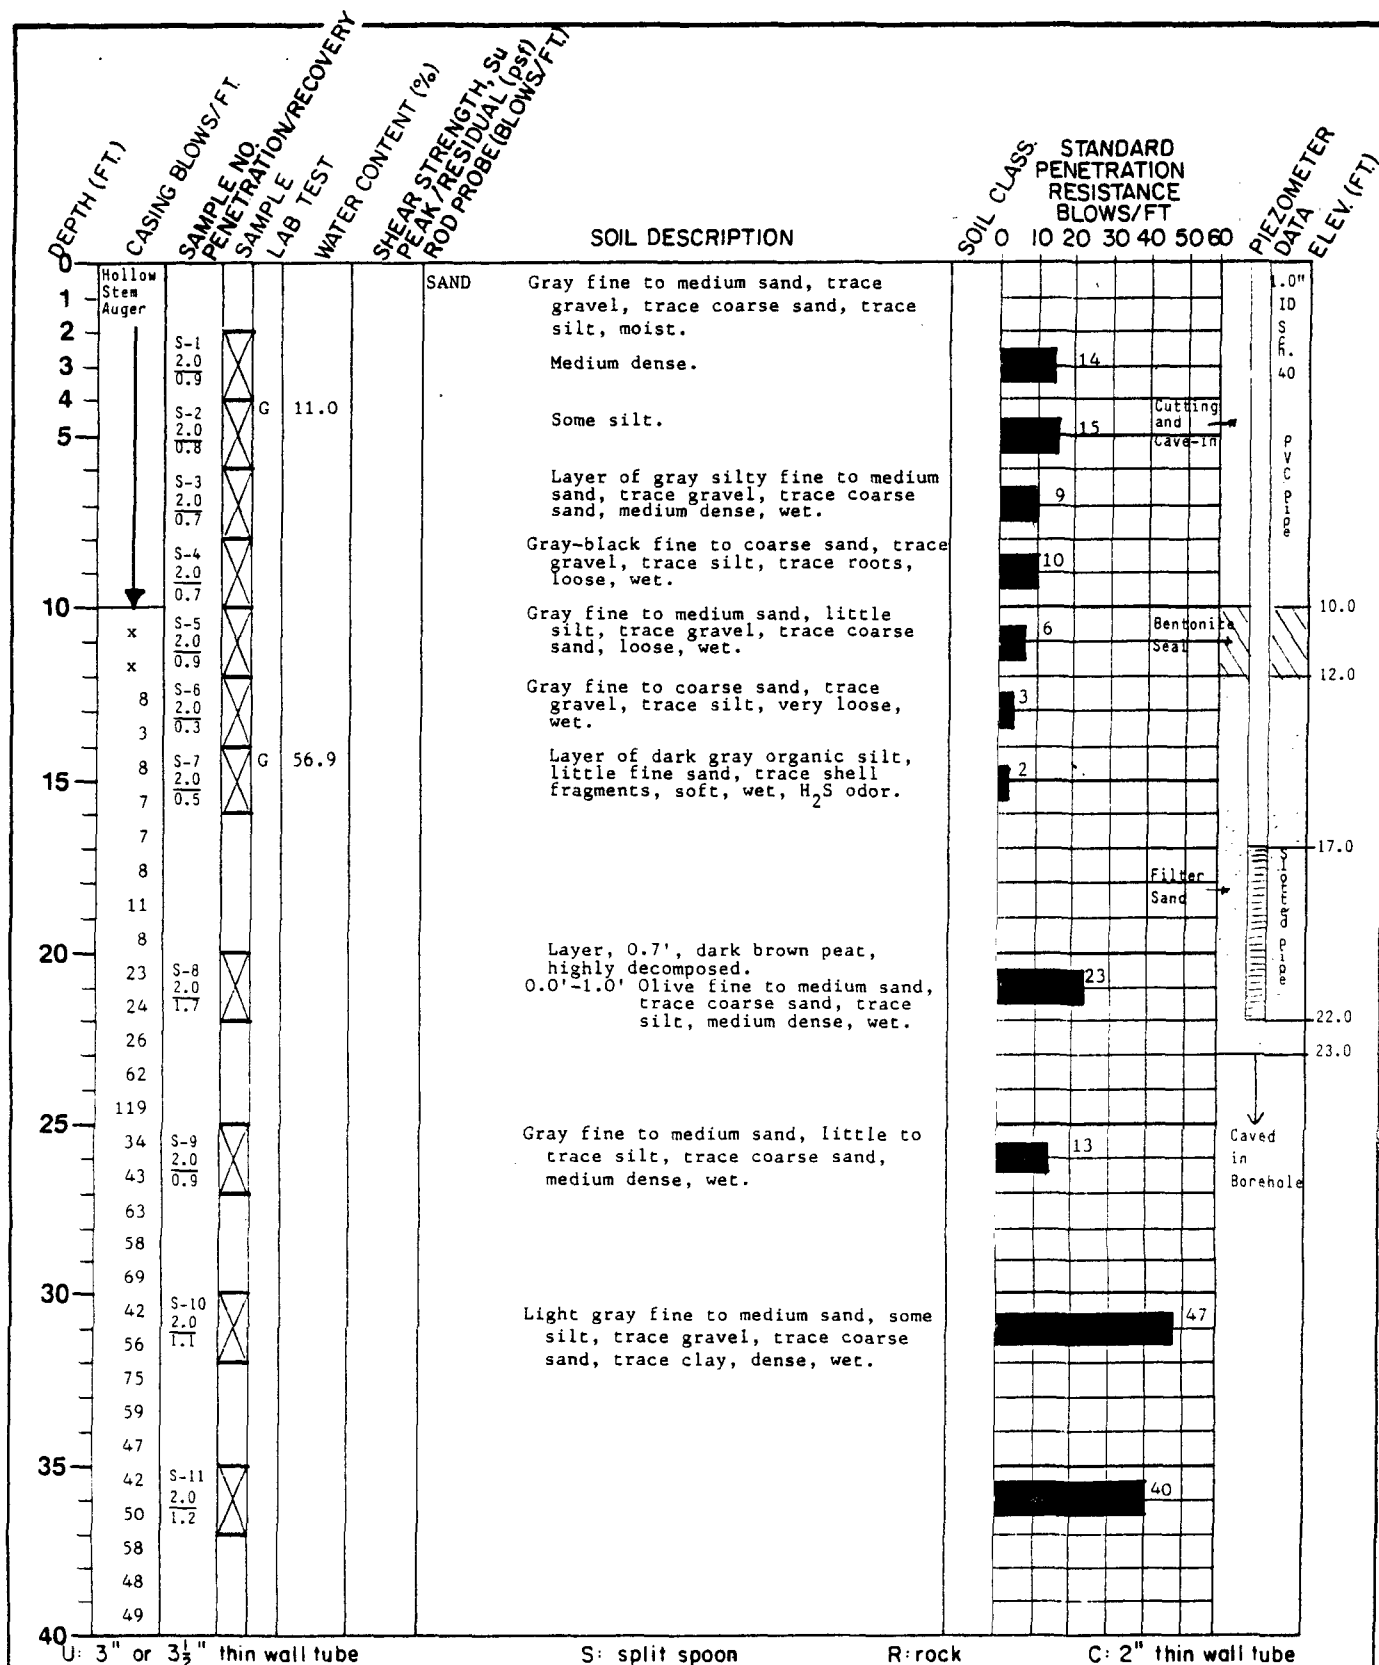 DEPTH (FT.)
CASING BLOWS/FT.
SAMPLE NO.
PENETRATION/RECOVERY
SAMPLE
LAB TEST
WATER CONTENT (%)
SHEAR STRENGTH, Su
PEAK/RESIDUAL (psf)
ROD PROBE (BLOWS/FT.)
SOIL DESCRIPTION
SOIL CLASS.
STANDARD
PENETRATION
RESISTANCE
BLOWS/FT
0 10 20 30 40 50 60
PIEZOMETER
DATA
ELEV. (FT.)
0
Hollow
Stem
Auger
SAND
Gray fine to medium sand, trace
gravel, trace coarse sand, trace
silt, moist.
1.0"
ID
Sch.
40
PVC Pipe
1
2
3
S-1
2.0
0.9
Medium dense.
14
4
5
S-2
2.0
0.8
G
11.0
Some silt.
15
Cutting
and
Cave-In
S-3
2.0
0.7
Layer of gray silty fine to medium
sand, trace gravel, trace coarse
sand, medium dense, wet.
9
S-4
2.0
0.7
Gray-black fine to coarse sand, trace
gravel, trace silt, trace roots,
loose, wet.
10
10
10.0
x
x
S-5
2.0
0.9
Gray fine to medium sand, little
silt, trace gravel, trace coarse
sand, loose, wet.
6
Bentonite
Seal
12.0
8
3
S-6
2.0
0.3
Gray fine to coarse sand, trace
gravel, trace silt, very loose,
wet.
3
15
8
7
S-7
2.0
0.5
G
56.9
Layer of dark gray organic silt,
little fine sand, trace shell
fragments, soft, wet, H2S odor.
2
7
8
11
8
17.0
Filter
Sand
Slotted Pipe
20
23
24
S-8
2.0
1.7
Layer, 0.7', dark brown peat,
highly decomposed.
0.0'-1.0' Olive fine to medium sand,
trace coarse sand, trace
silt, medium dense, wet.
23
22.0
26
62
119
23.0
Caved
in
Borehole
25
34
43
S-9
2.0
0.9
Gray fine to medium sand, little to
trace silt, trace coarse sand,
medium dense, wet.
13
63
58
69
30
42
56
S-10
2.0
1.1
Light gray fine to medium sand, some
silt, trace gravel, trace coarse
sand, trace clay, dense, wet.
47
75
59
47
35
42
50
S-11
2.0
1.2
40
58
48
49
40
U: 3" or 3½" thin wall tube S: split spoon R: rock C: 2" thin wall tube